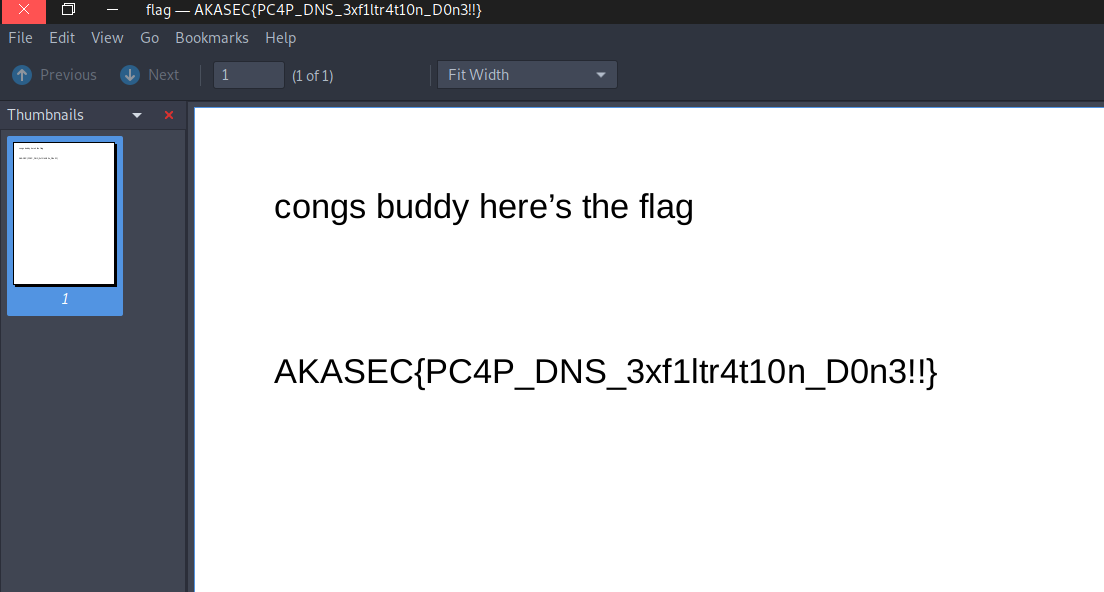 flag — AKASEC{PC4P_DNS_3xf1ltr4t10n_D0n3!!}
File Edit View Go Bookmarks Help
Previous Next 1 (1 of 1) Fit Width
Thumbnails
1
congs buddy here’s the flag
AKASEC{PC4P_DNS_3xf1ltr4t10n_D0n3!!}